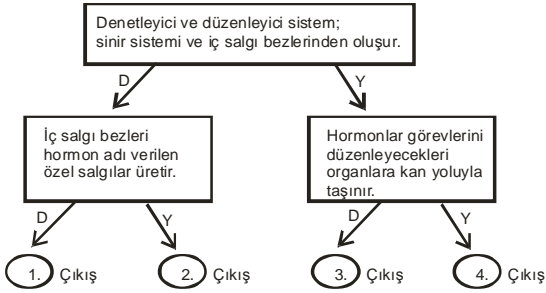 Denetleyici ve düzenleyici sistem;
sinir sistemi ve iç salgı bezlerinden oluşur.
D
Y
İç salgı bezleri
hormon adı verilen
özel salgılar üretir.
Hormonlar görevlerini
düzenleyecekleri
organlara kan yoluyla
taşınır.
D
Y
D
Y
1. Çıkış
2. Çıkış
3. Çıkış
4. Çıkış